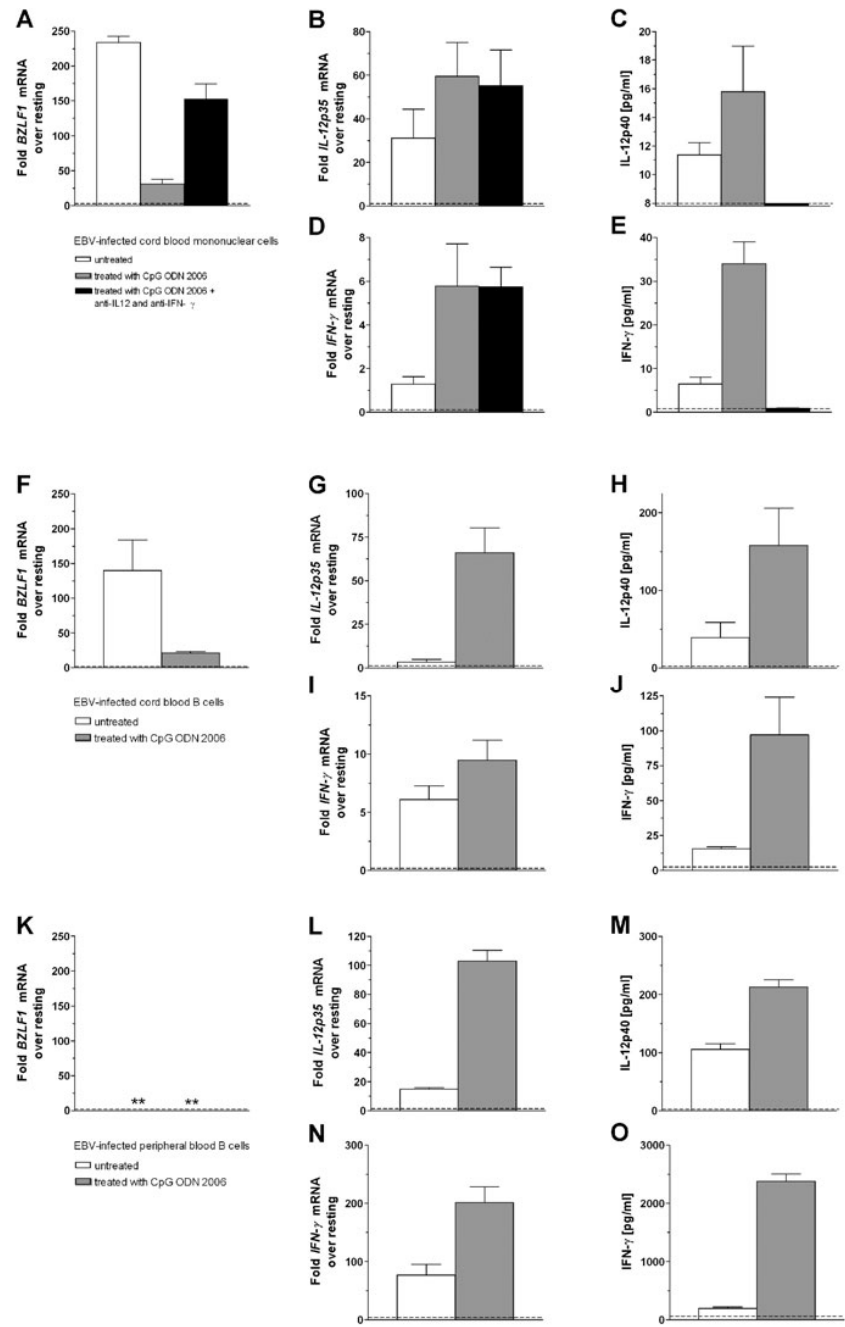 A
Fold BZLF1 mRNA
over resting
250
200
150
100
50
0
EBV-infected cord blood mononuclear cells
untreated
treated with CpG ODN 2006
treated with CpG ODN 2006 +
anti-IL12 and anti-IFN- γ
B
Fold IL-12p35 mRNA
over resting
80
60
40
20
0
C
IL-12p40 [pg/ml]
20
18
16
14
12
10
8
D
Fold IFN-γ mRNA
over resting
8
6
4
2
0
E
IFN-γ [pg/ml]
40
30
20
10
0
F
Fold BZLF1 mRNA
over resting
250
200
150
100
50
0
EBV-infected cord blood B cells
untreated
treated with CpG ODN 2006
G
Fold IL-12p35 mRNA
over resting
100
75
50
25
0
H
IL-12p40 [pg/ml]
200
150
100
50
0
I
Fold IFN-γ mRNA
over resting
15
10
5
0
J
IFN-γ [pg/ml]
125
100
75
50
25
0
K
Fold BZLF1 mRNA
over resting
250
200
150
100
50
0
** **
EBV-infected peripheral blood B cells
untreated
treated with CpG ODN 2006
L
Fold IL-12p35 mRNA
over resting
120
100
80
60
40
20
0
M
IL-12p40 [pg/ml]
300
200
100
0
N
Fold IFN-γ mRNA
over resting
300
200
100
0
O
IFN-γ [pg/ml]
3000
2000
1000
0